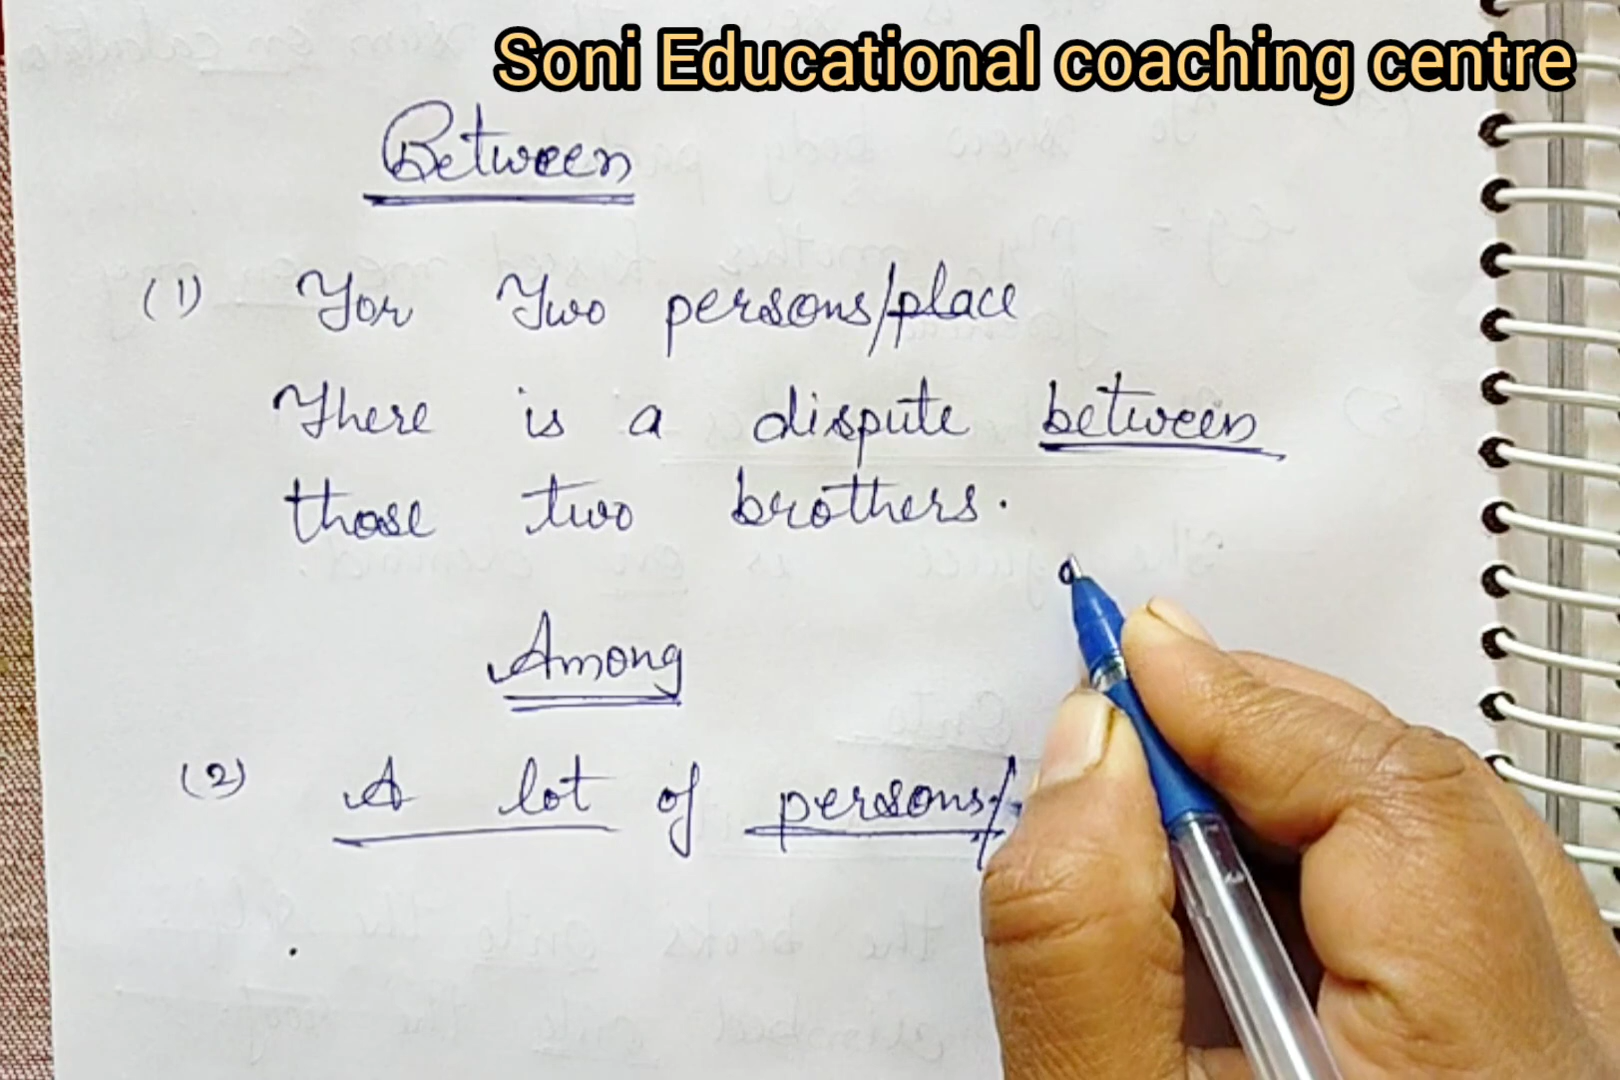 Soni Educational coaching centre
Between
(1) For Two persons/place
There is a dispute between
those two brothers.
Among
(2) A lot of persons/